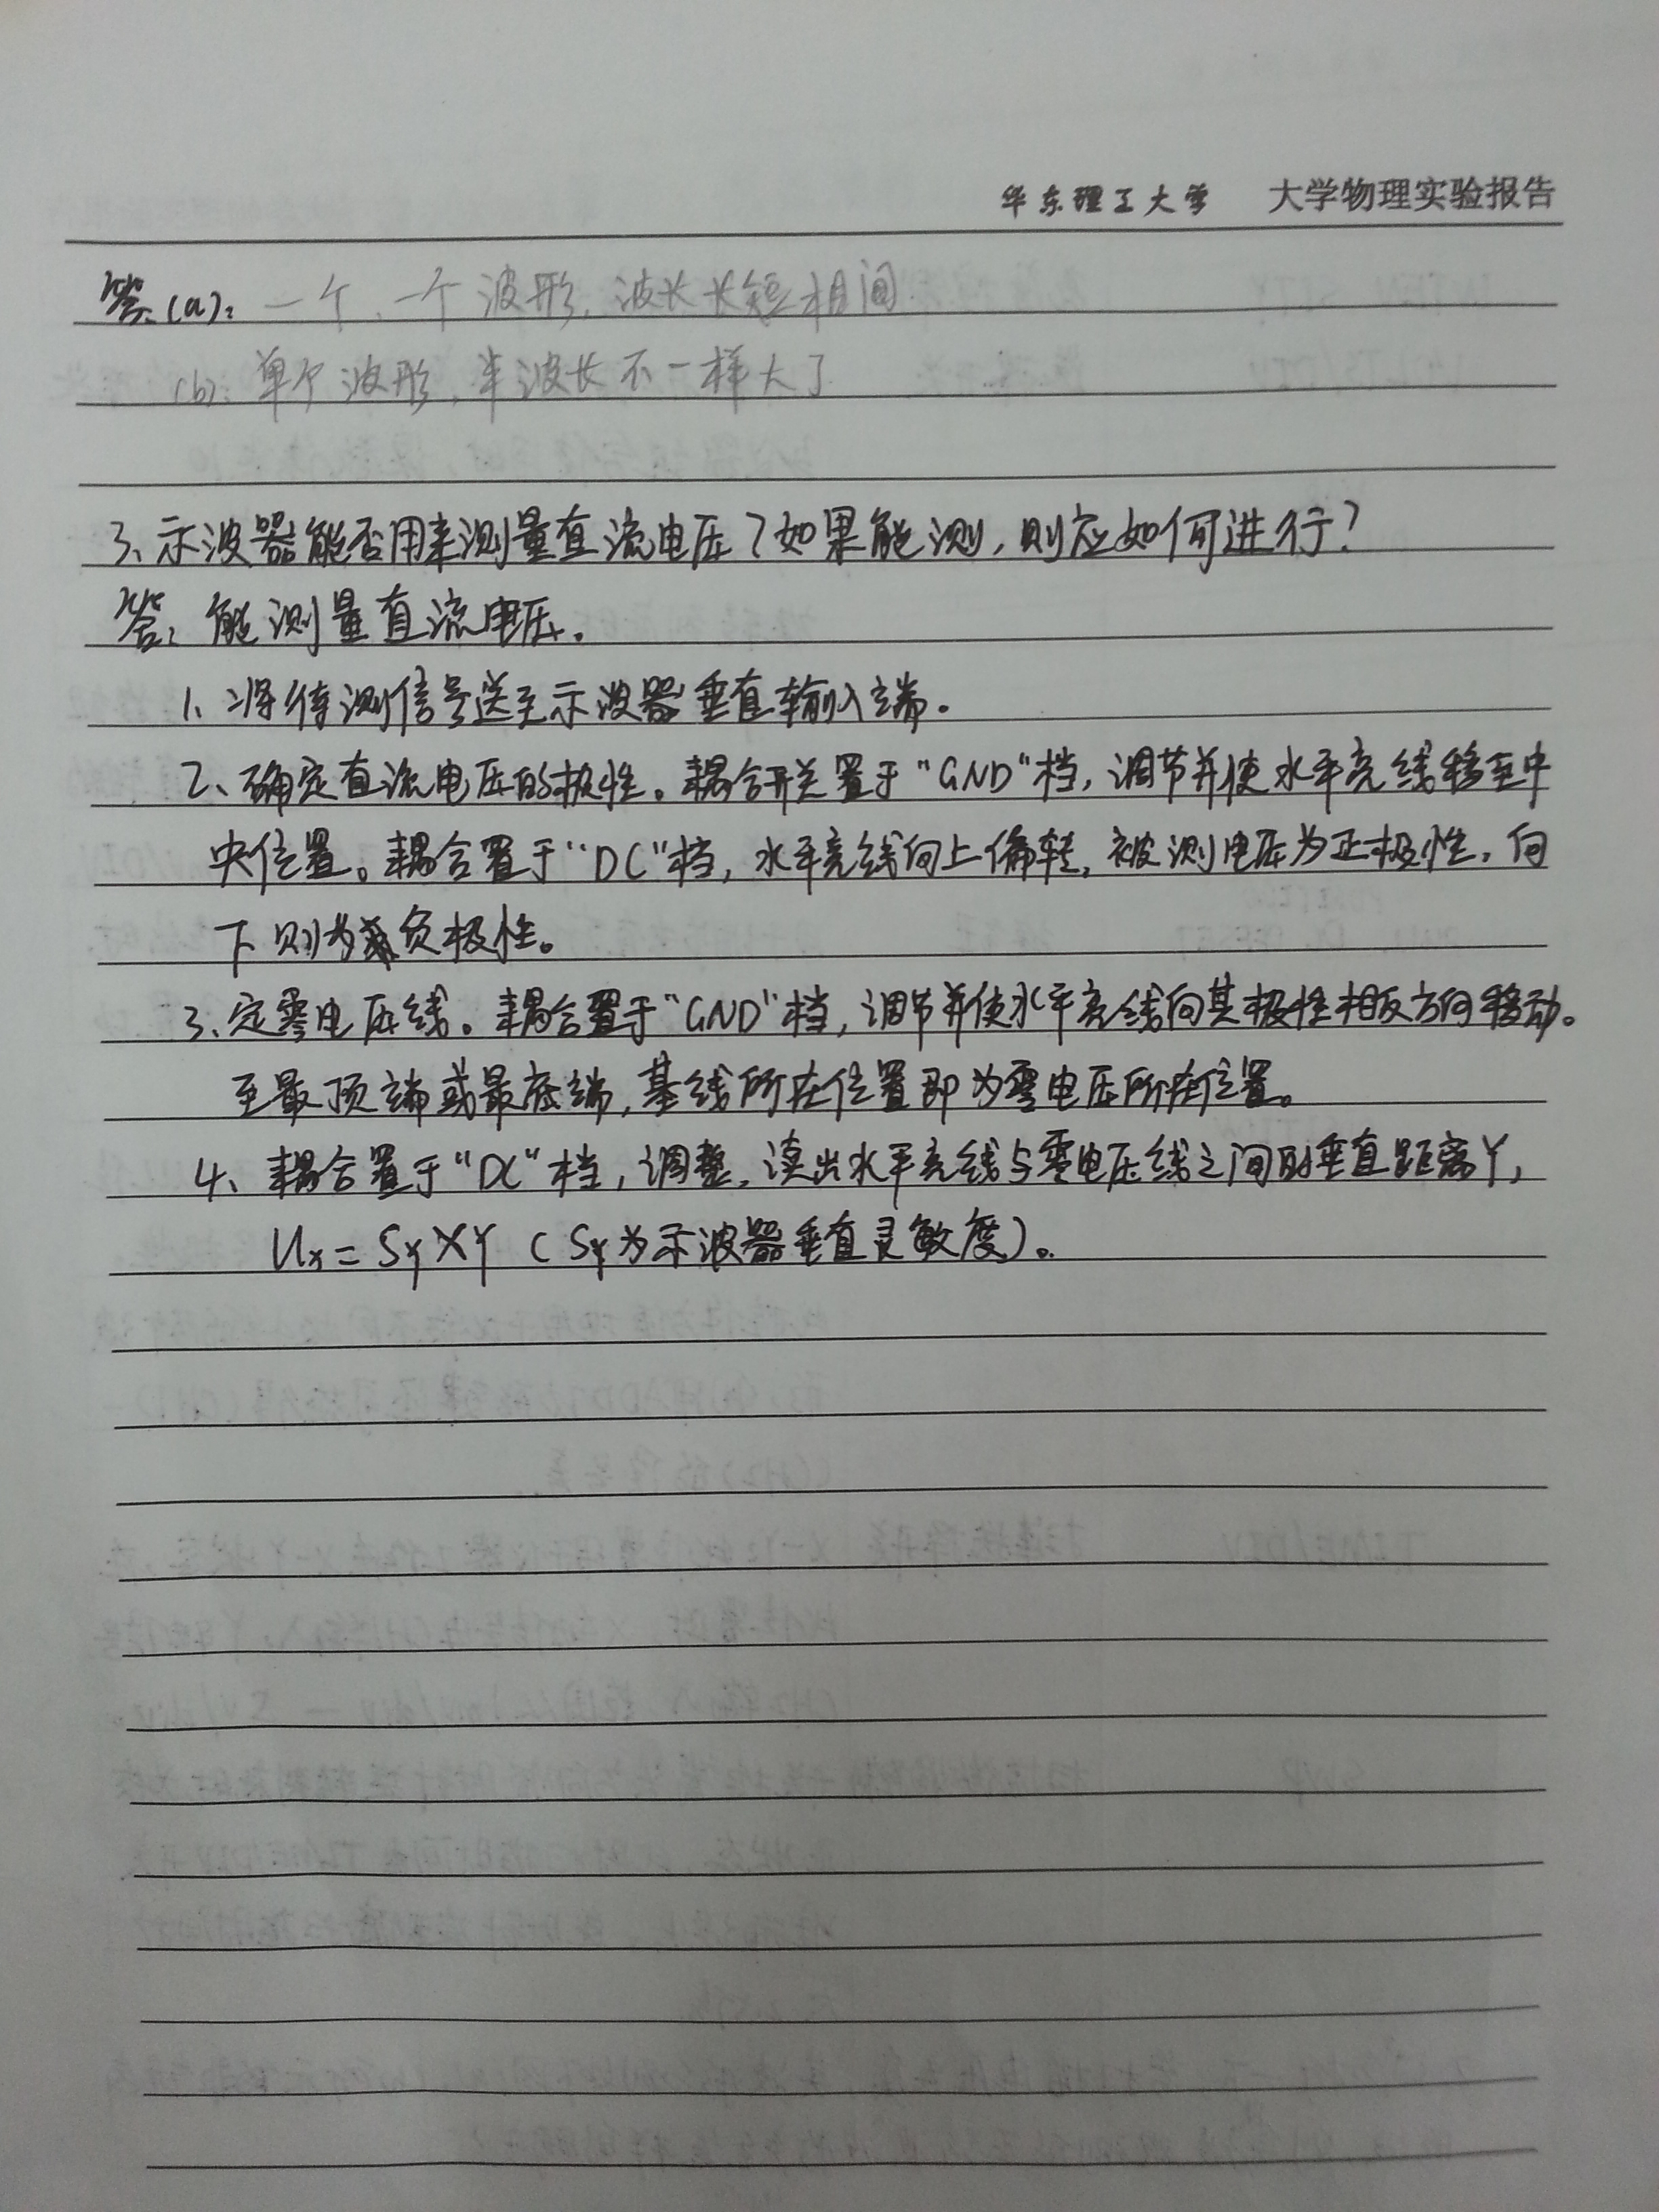 华东理工大学 大学物理实验报告
答:(a):一个、一个波形,波长长短相间
(b):单个波形,半波长不一样大了
3、示波器能否用来测量直流电压?如果能测,则应如何进行?
答:能测量直流电压。
1、将待测信号送至示波器垂直输入端。
2、确定直流电压的极性。耦合开关置于“GND”档,调节并使水平亮线移至中
央位置。耦合置于“DC”档,水平亮线向上偏转,被测电压为正极性,向
下则为负极性。
3、定零电压线。耦合置于“GND”档,调节并使水平亮线向其极性相反方向移动。
至最顶端或最底端,基线所在位置即为零电压所在位置。
4、耦合置于“DC”档,调整,读出水平亮线与零电压线之间的垂直距离Y,
Ux=SyXY(Sy为示波器垂直灵敏度)。